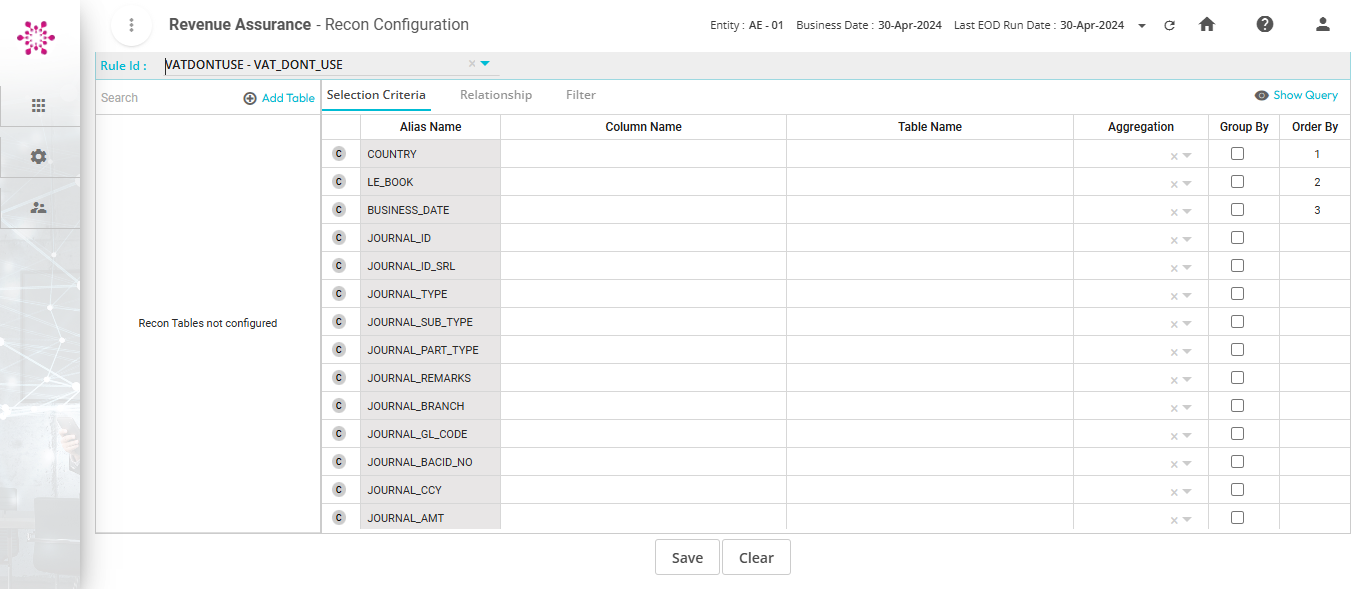 Revenue Assurance - Recon Configuration
Entity : AE - 01 Business Date : 30-Apr-2024 Last EOD Run Date : 30-Apr-2024
Rule Id : VATDONTUSE - VAT_DONT_USE
Search Add Table Selection Criteria Relationship Filter Show Query
Alias Name Column Name Table Name Aggregation Group By Order By
C COUNTRY 1
C LE_BOOK 2
C BUSINESS_DATE 3
C JOURNAL_ID
C JOURNAL_ID_SRL
C JOURNAL_TYPE
Recon Tables not configured
C JOURNAL_SUB_TYPE
C JOURNAL_PART_TYPE
C JOURNAL_REMARKS
C JOURNAL_BRANCH
C JOURNAL_GL_CODE
C JOURNAL_BACID_NO
C JOURNAL_CCY
C JOURNAL_AMT
Save Clear